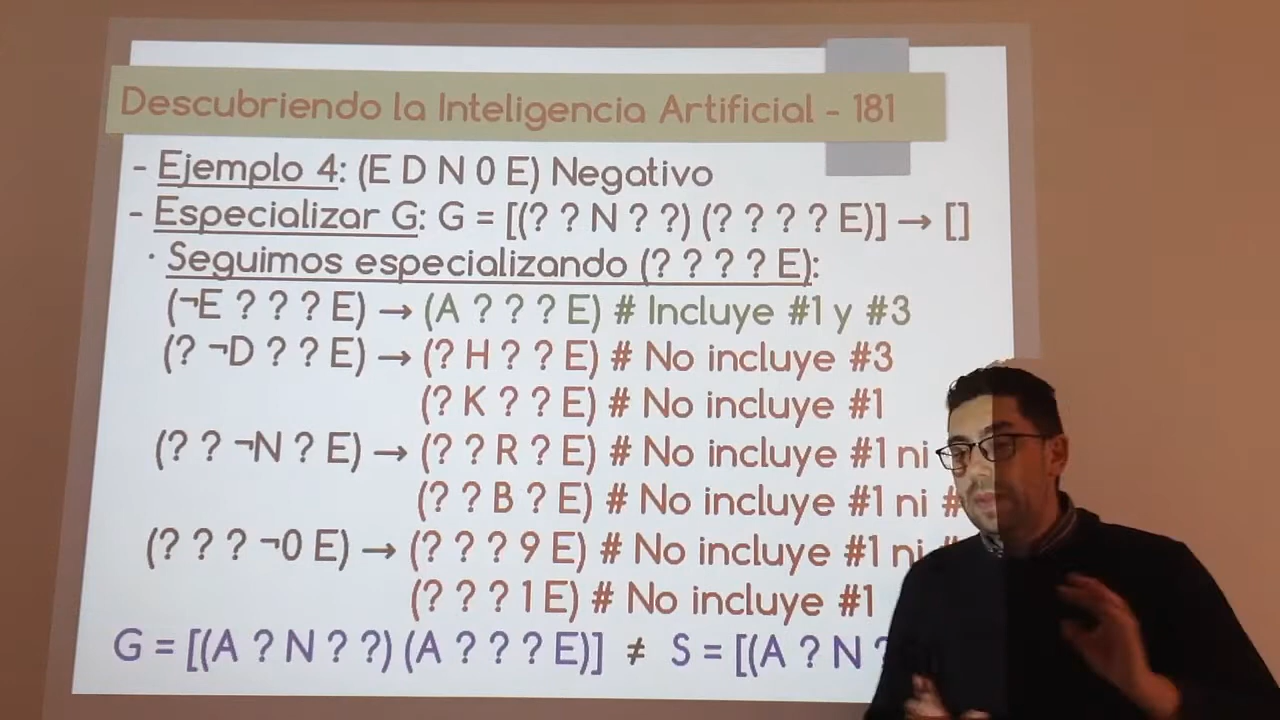 Descubriendo la Inteligencia Artificial - 181
- Ejemplo 4: (E D N 0 E) Negativo
- Especializar G: G = [(? ? N ? ?) (? ? ? ? E)] → []
· Seguimos especializando (? ? ? ? E):
(¬E ? ? ? E) → (A ? ? ? E) # Incluye #1 y #3
(? ¬D ? ? E) → (? H ? ? E) # No incluye #3
(? K ? ? E) # No incluye #1
(? ? ¬N ? E) → (? ? R ? E) # No incluye #1 ni
(? ? B ? E) # No incluye #1 ni #
(? ? ? ¬0 E) → (? ? ? 9 E) # No incluye #1 ni #
(? ? ? 1 E) # No incluye #1
G = [(A ? N ? ?) (A ? ? ? E)] ≠ S = [(A ? N ?